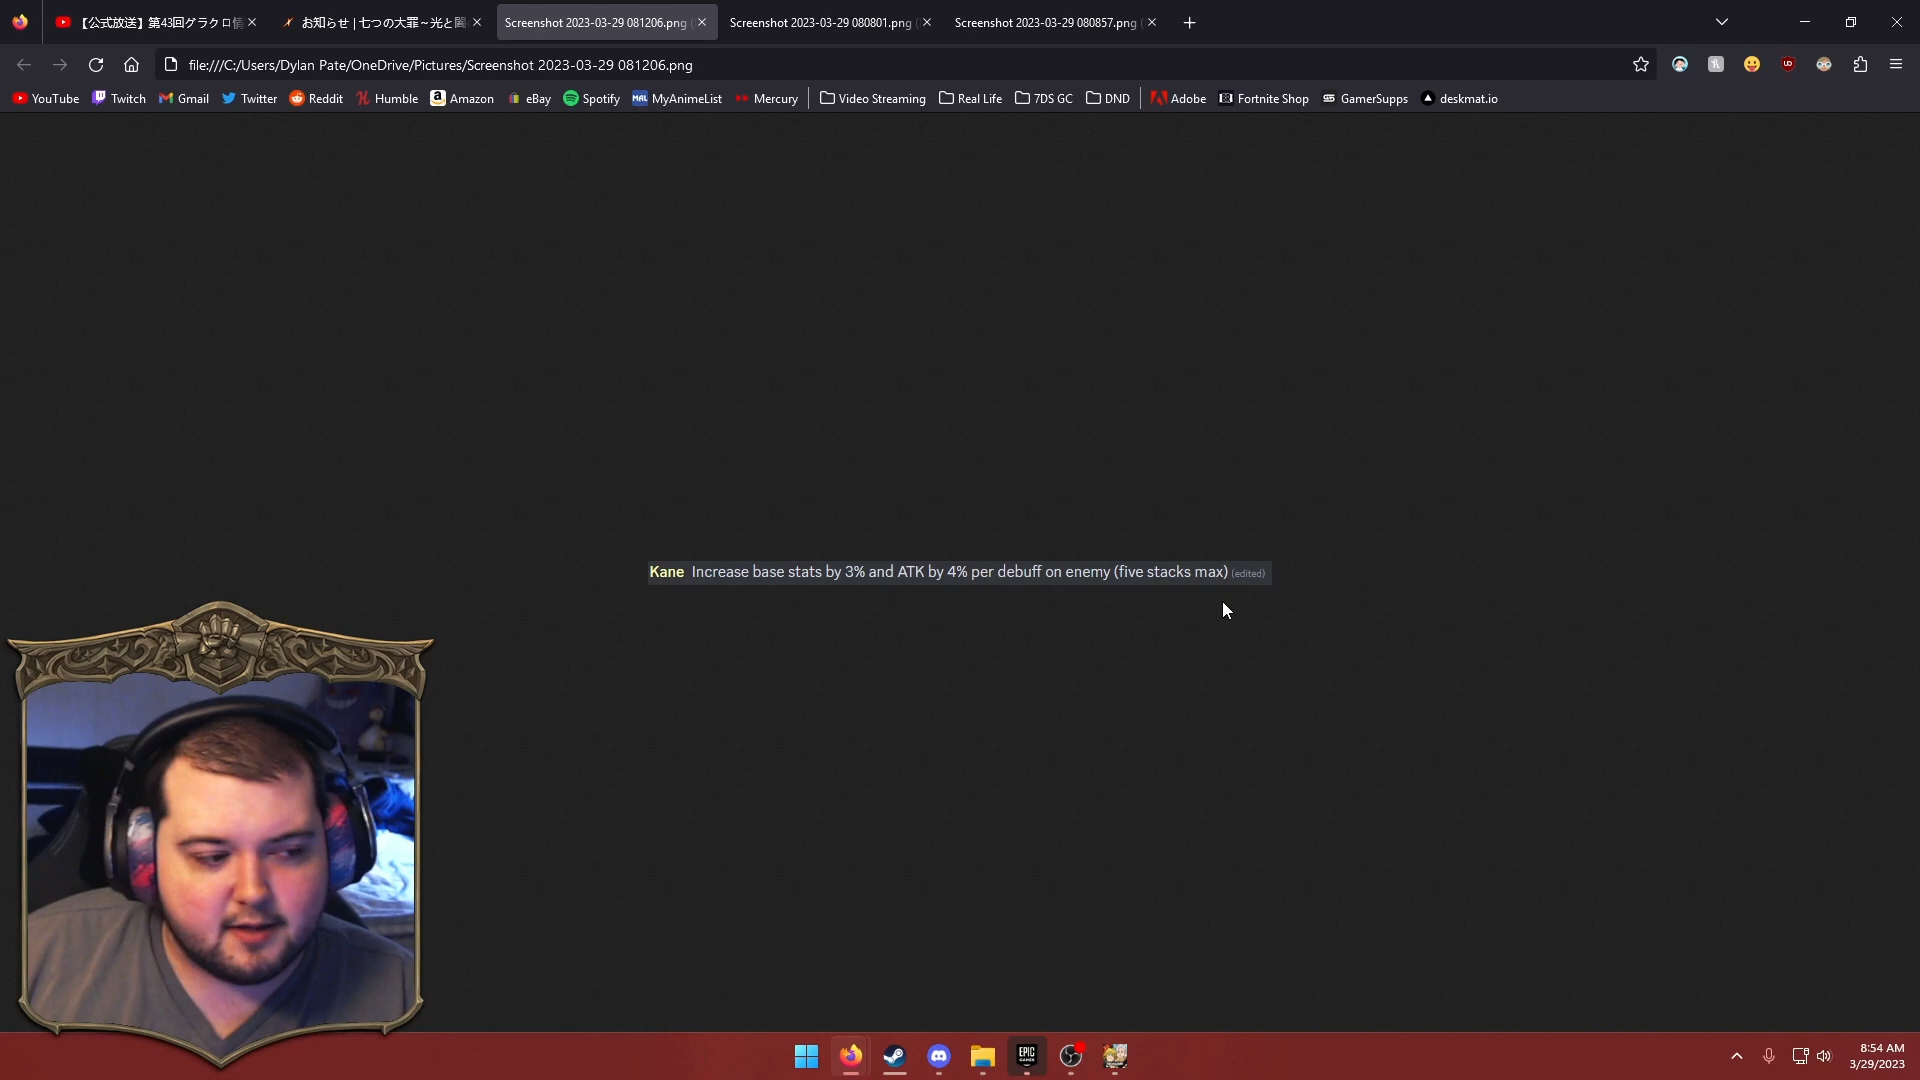 【公式放送】第43回グラクロ情
お知らせ | 七つの大罪～光と闇
Screenshot 2023-03-29 081206.png
Screenshot 2023-03-29 080801.png
Screenshot 2023-03-29 080857.png
file:///C:/Users/Dylan Pate/OneDrive/Pictures/Screenshot 2023-03-29 081206.png
YouTube Twitch Gmail Twitter Reddit Humble Amazon eBay Spotify MyAnimeList Mercury Video Streaming Real Life 7DS GC DND Adobe Fortnite Shop GamerSupps deskmat.io
Kane Increase base stats by 3% and ATK by 4% per debuff on enemy (five stacks max) (edited)
EPIC GAMES
8:54 AM
3/29/2023